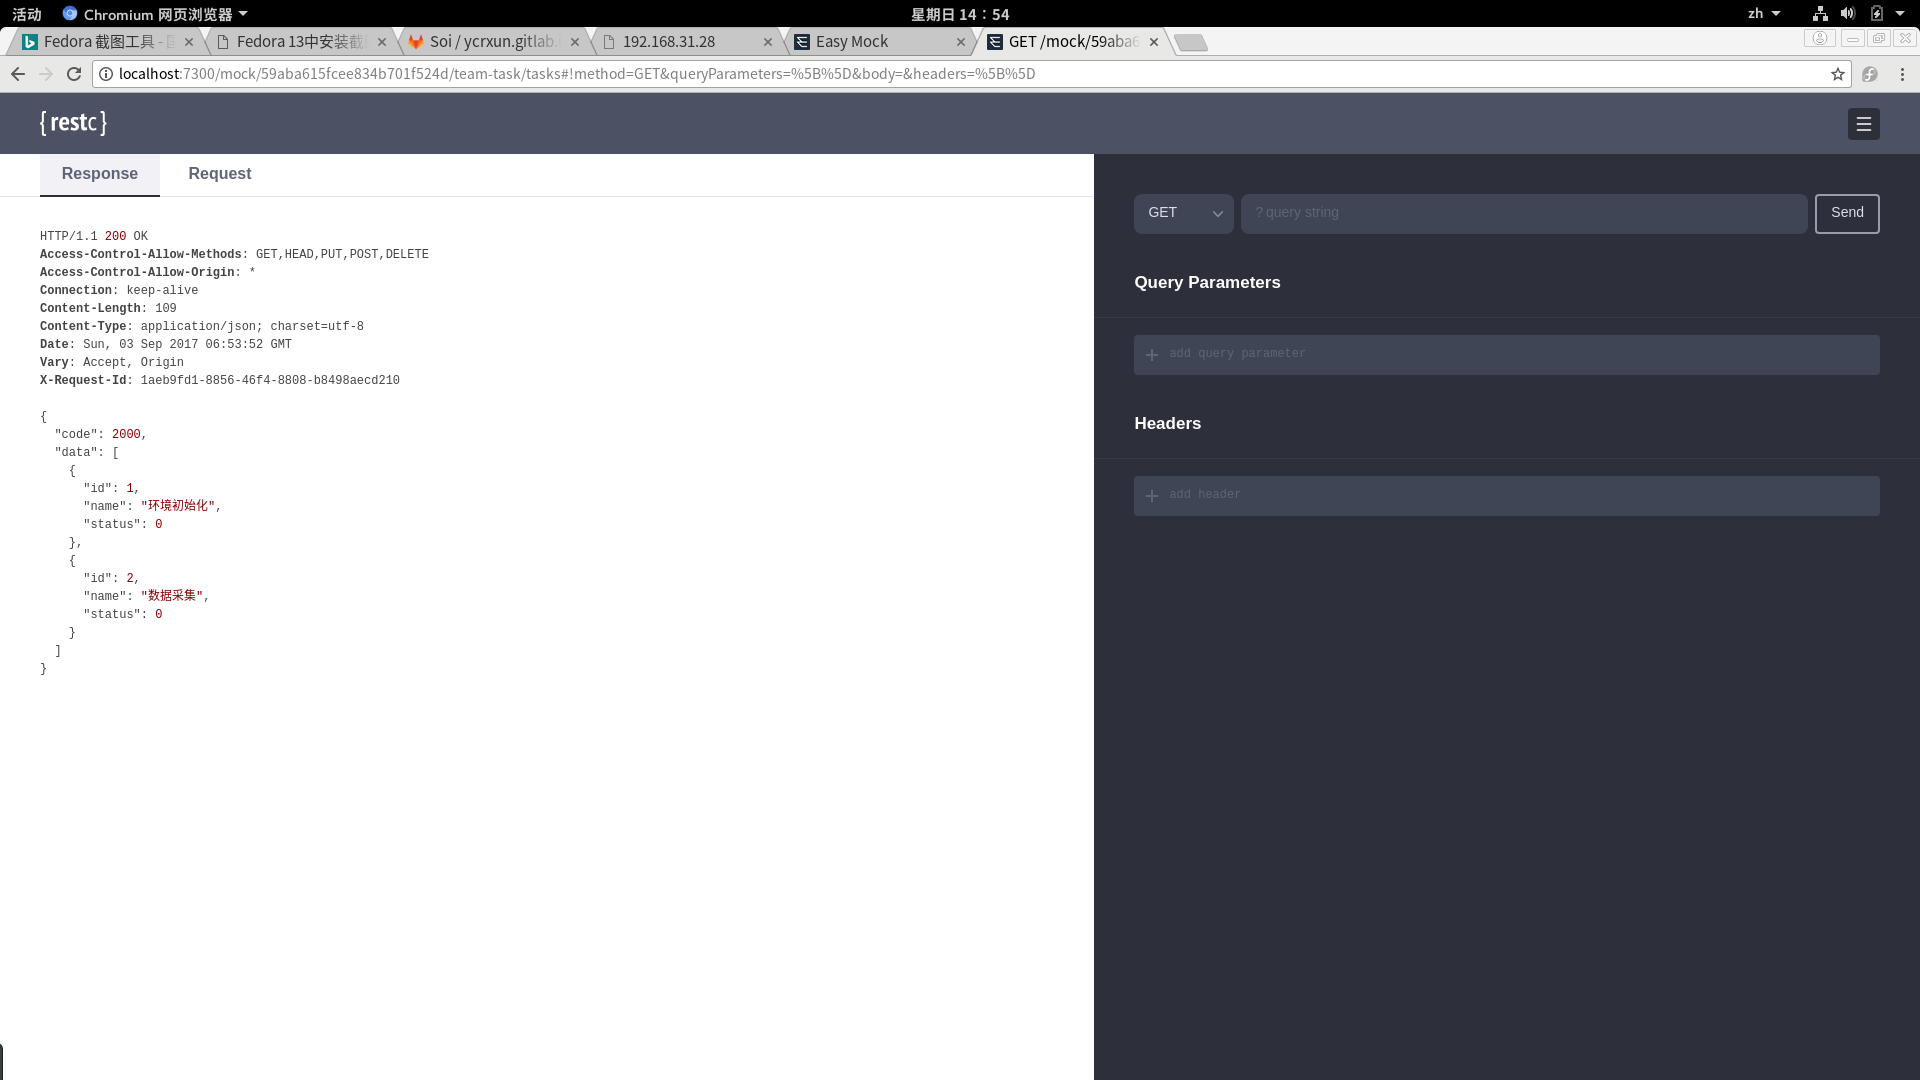 活动 Chromium 网页浏览器 星期日 14：54 zh
Fedora 截图工具 - Fedora 13中安装截 Soi / ycrxun.gitlab. 192.168.31.28 Easy Mock GET /mock/59aba6
localhost:7300/mock/59aba615fcee834b701f524d/team-task/tasks#!method=GET&queryParameters=%5B%5D&body=&headers=%5B%5D
{restc}
Response Request
GET ? query string Send
Query Parameters
+ add query parameter
Headers
+ add header
HTTP/1.1 200 OK
Access-Control-Allow-Methods: GET,HEAD,PUT,POST,DELETE
Access-Control-Allow-Origin: *
Connection: keep-alive
Content-Length: 109
Content-Type: application/json; charset=utf-8
Date: Sun, 03 Sep 2017 06:53:52 GMT
Vary: Accept, Origin
X-Request-Id: 1aeb9fd1-8856-46f4-8808-b8498aecd210
{
"code": 2000,
"data": [
{
"id": 1,
"name": "环境初始化",
"status": 0
},
{
"id": 2,
"name": "数据采集",
"status": 0
}
]
}